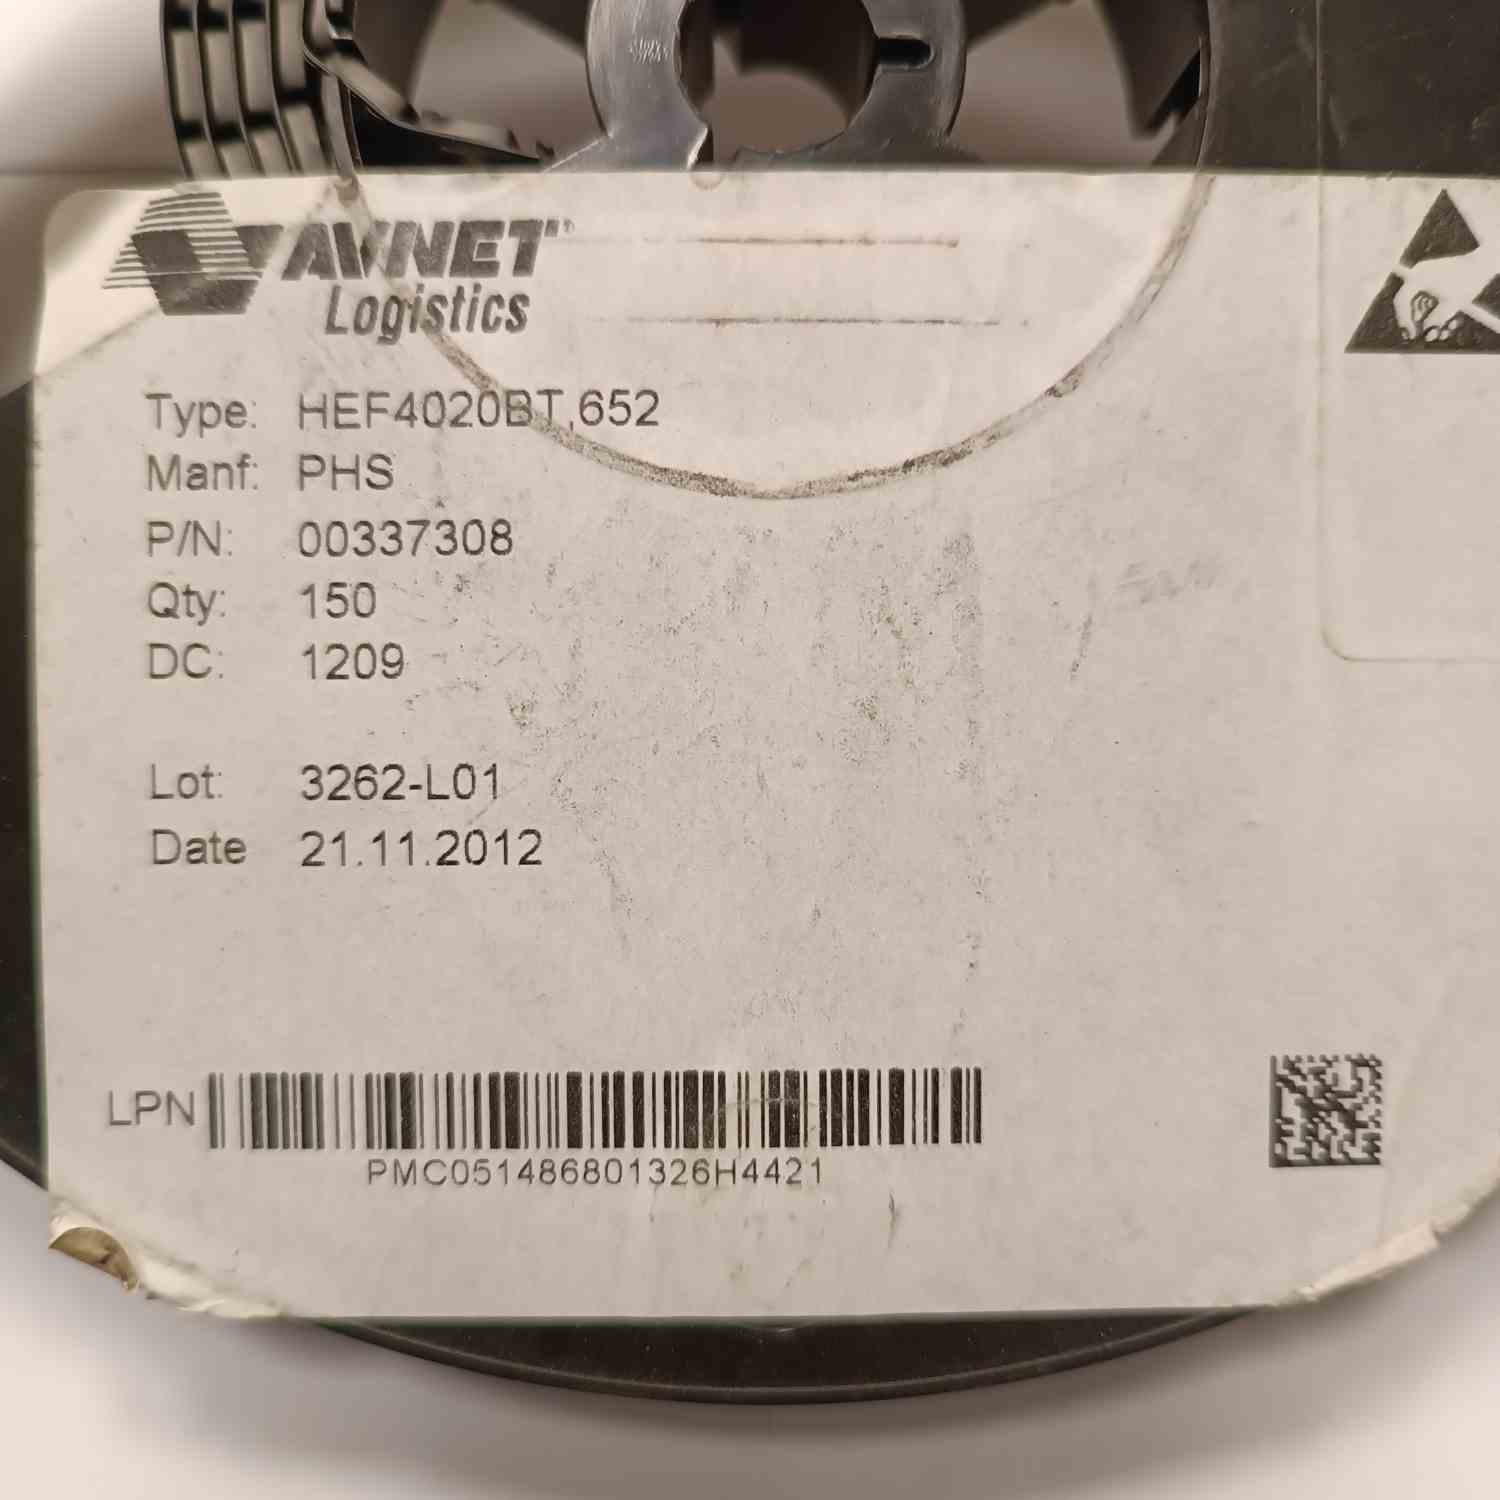 AVNET
Logistics
Type: HEF4020BT,652
Manf: PHS
P/N: 00337308
Qty: 150
DC: 1209
Lot: 3262-L01
Date 21.11.2012
LPN
PMC051486801326H4421